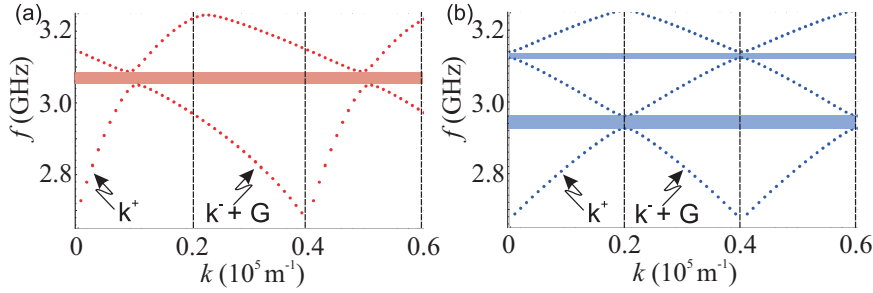 (a)
3.2
3.0
2.8
f (GHz)
k⁺
k⁻ + G
0
0.2
0.4
0.6
k (10⁵ m⁻¹)
(b)
3.2
3.0
2.8
f (GHz)
k⁺
k⁻ + G
0
0.2
0.4
0.6
k (10⁵ m⁻¹)